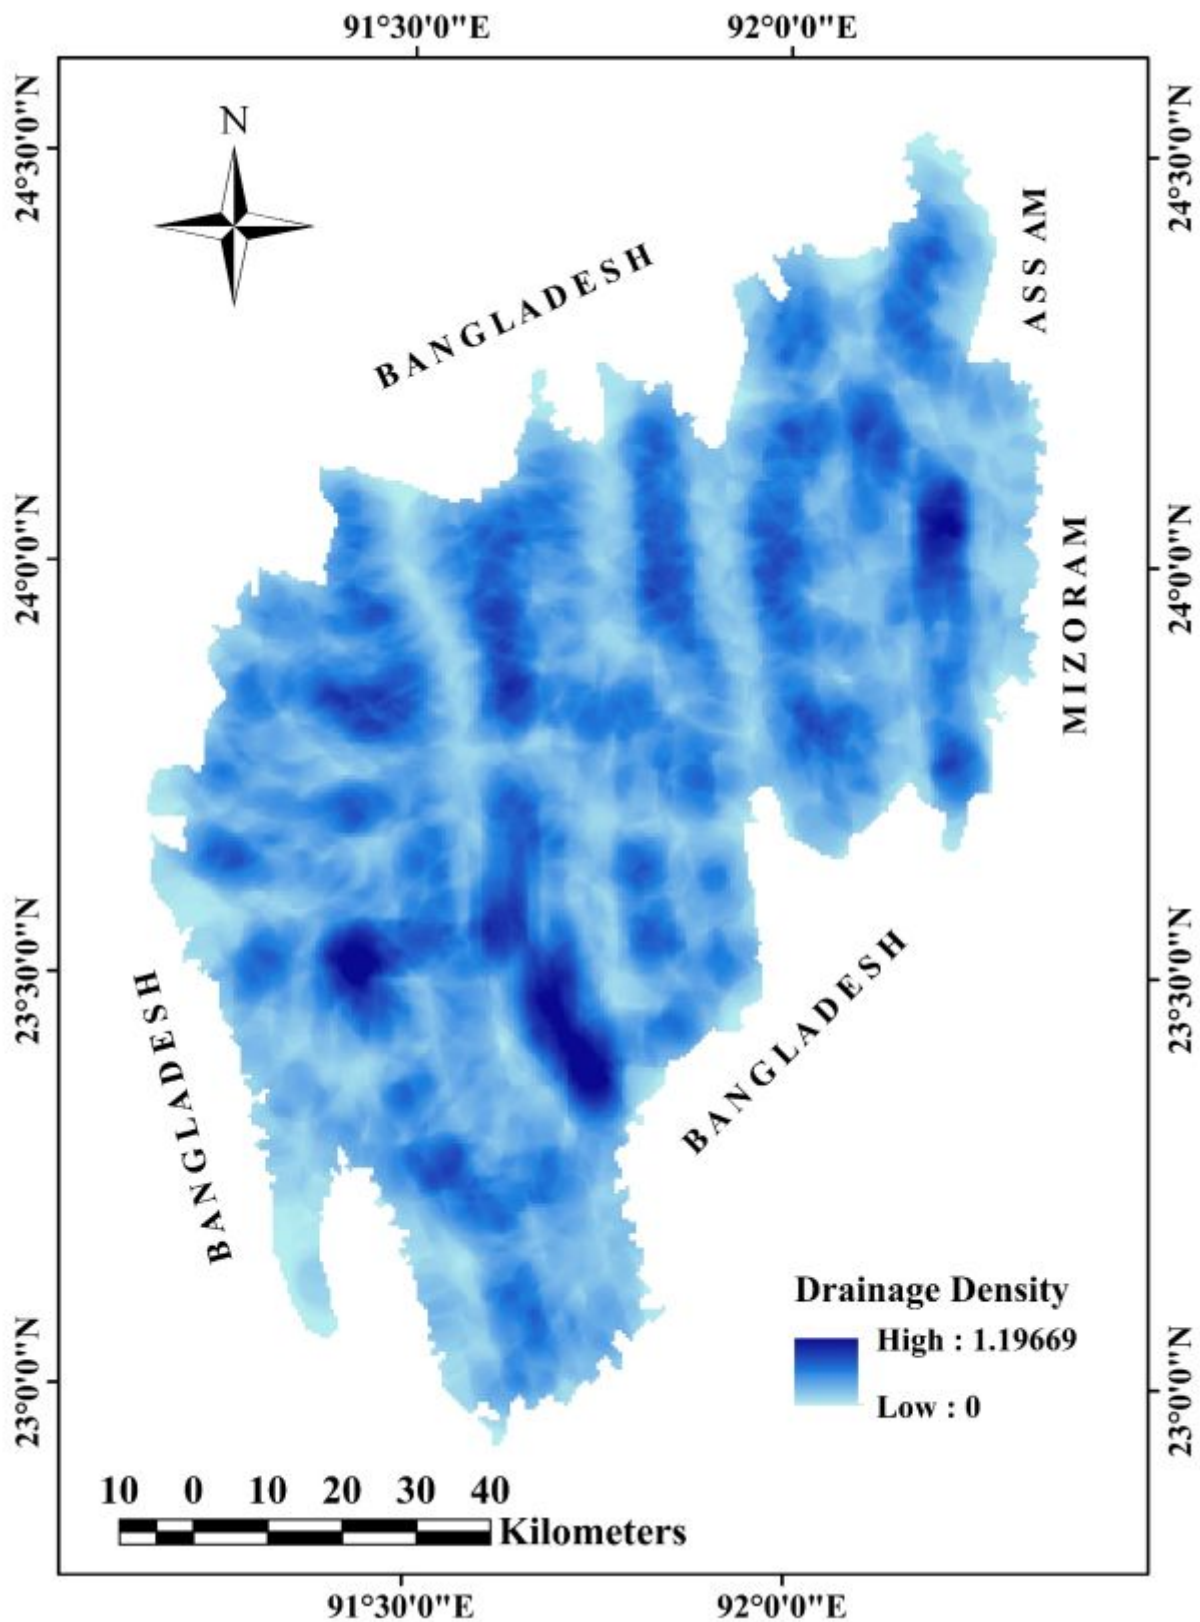 91°30'0"E 92°0'0"E
N
24°30'0"N
24°30'0"N
ASSAM
BANGLADESH
24°0'0"N
24°0'0"N
MIZORAM
23°30'0"N
23°30'0"N
BANGLADESH
BANGLADESH
Drainage Density
High : 1.19669
Low : 0
23°0'0"N
23°0'0"N
10 0 10 20 30 40
Kilometers
91°30'0"E 92°0'0"E